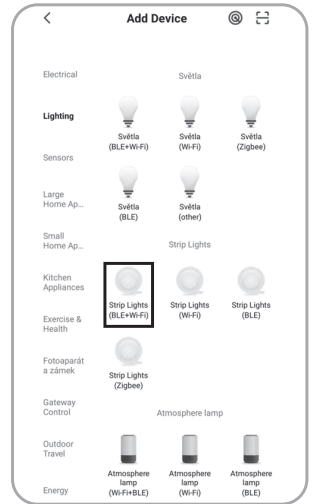 Add Device
Electrical
Lighting
Sensors
Large
Home Ap...
Small
Home Ap...
Kitchen
Appliances
Exercise &
Health
Fotoaparát
a zámek
Gateway
Control
Outdoor
Travel
Energy
Světla
Světla
(BLE+Wi-Fi)
Světla
(Wi-Fi)
Světla
(Zigbee)
Světla
(BLE)
Světla
(other)
Strip Lights
Strip Lights
(BLE+Wi-Fi)
Strip Lights
(Wi-Fi)
Strip Lights
(BLE)
Strip Lights
(Zigbee)
Atmosphere lamp
Atmosphere
lamp
(Wi-Fi+BLE)
Atmosphere
lamp
(Wi-Fi)
Atmosphere
lamp
(BLE)